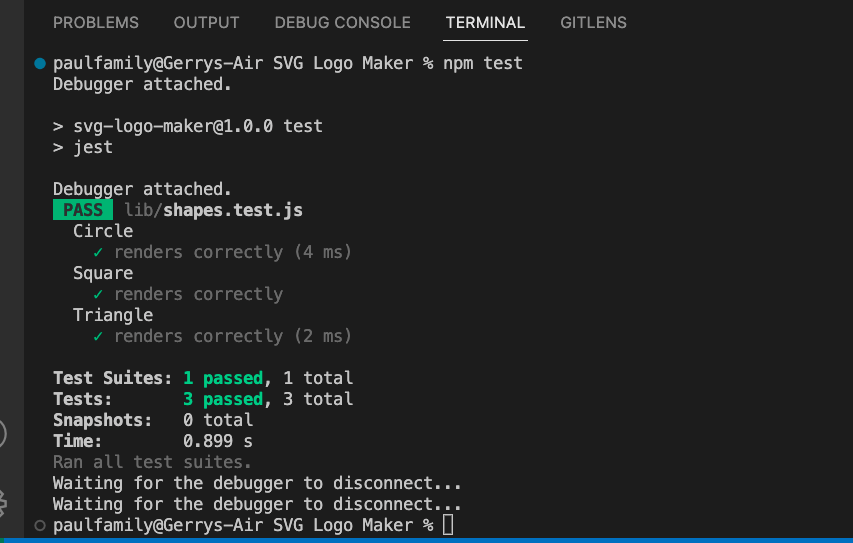 PROBLEMS OUTPUT DEBUG CONSOLE TERMINAL GITLENS
paulfamily@Gerrys-Air SVG Logo Maker % npm test
Debugger attached.
> svg-logo-maker@1.0.0 test
> jest
Debugger attached.
PASS lib/shapes.test.js
Circle
✓ renders correctly (4 ms)
Square
✓ renders correctly
Triangle
✓ renders correctly (2 ms)
Test Suites: 1 passed, 1 total
Tests: 3 passed, 3 total
Snapshots: 0 total
Time: 0.899 s
Ran all test suites.
Waiting for the debugger to disconnect...
Waiting for the debugger to disconnect...
paulfamily@Gerrys-Air SVG Logo Maker %